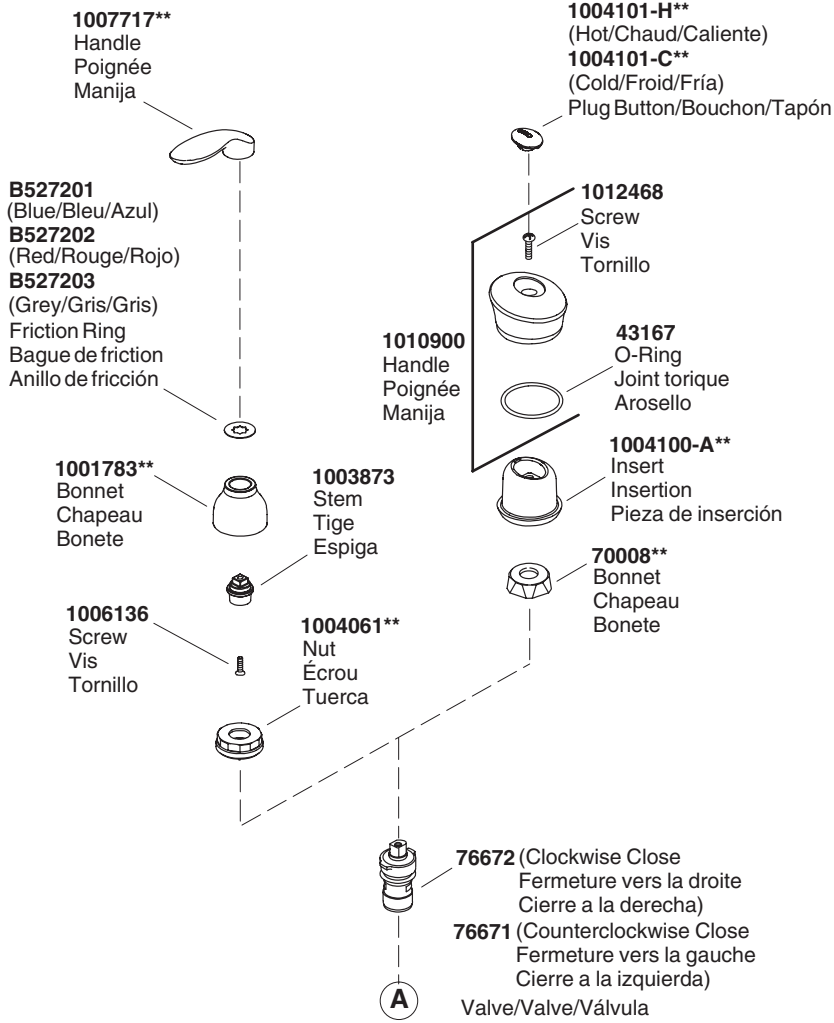 1007717**
Handle
Poignée
Manija
B527201
(Blue/Bleu/Azul)
B527202
(Red/Rouge/Rojo)
B527203
(Grey/Gris/Gris)
Friction Ring
Bague de friction
Anillo de fricción
1001783**
Bonnet
Chapeau
Bonete
1003873
Stem
Tige
Espiga
1006136
Screw
Vis
Tornillo
1004061**
Nut
Écrou
Tuerca
1004101-H**
(Hot/Chaud/Caliente)
1004101-C**
(Cold/Froid/Fría)
Plug Button/Bouchon/Tapón
1012468
Screw
Vis
Tornillo
1010900
Handle
Poignée
Manija
43167
O-Ring
Joint torique
Arosello
1004100-A**
Insert
Insertion
Pieza de inserción
70008**
Bonnet
Chapeau
Bonete
76672 (Clockwise Close
Fermeture vers la droite
Cierre a la derecha)
76671 (Counterclockwise Close
Fermeture vers la gauche
Cierre a la izquierda)
Valve/Valve/Válvula
A